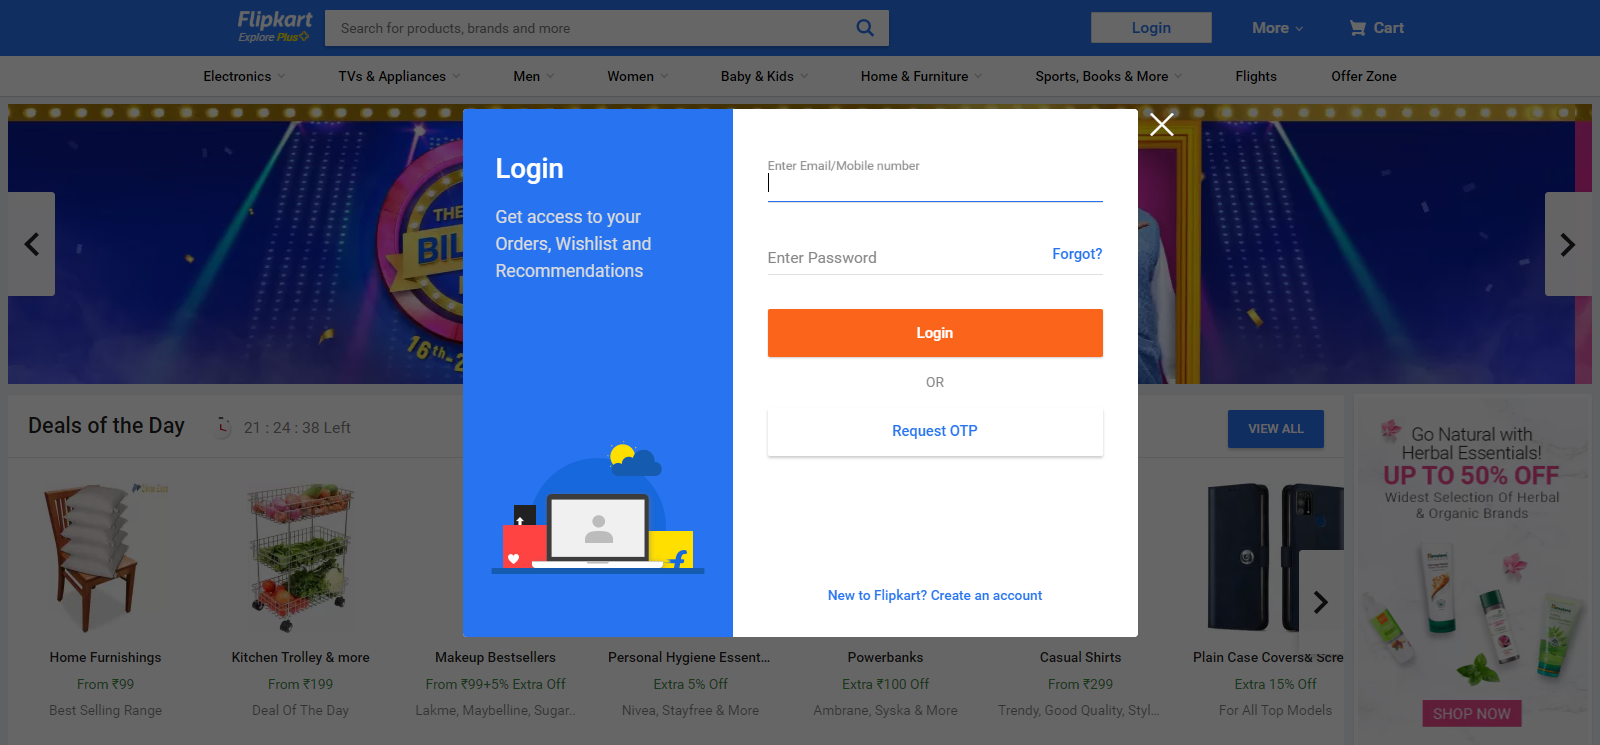 Flipkart
Explore Plus
Search for products, brands and more
Login
More
Cart
Electronics
TVs & Appliances
Men
Women
Baby & Kids
Home & Furniture
Sports, Books & More
Flights
Offer Zone
THE
BIL
16th-2
Login
Get access to your
Orders, Wishlist and
Recommendations
Enter Email/Mobile number
Enter Password
Forgot?
Login
OR
Request OTP
New to Flipkart? Create an account
Deals of the Day
21 : 24 : 38 Left
VIEW ALL
Home Furnishings
From ₹99
Best Selling Range
Kitchen Trolley & more
From ₹199
Deal Of The Day
Makeup Bestsellers
From ₹99+5% Extra Off
Lakme, Maybelline, Sugar..
Personal Hygiene Essent...
Extra 5% Off
Nivea, Stayfree & More
Powerbanks
Extra ₹100 Off
Ambrane, Syska & More
Casual Shirts
From ₹299
Trendy, Good Quality, Styl...
Plain Case Covers& Scre
Extra 15% Off
For All Top Models
Go Natural with
Herbal Essentials!
UP TO 50% OFF
Widest Selection Of Herbal
& Organic Brands
SHOP NOW